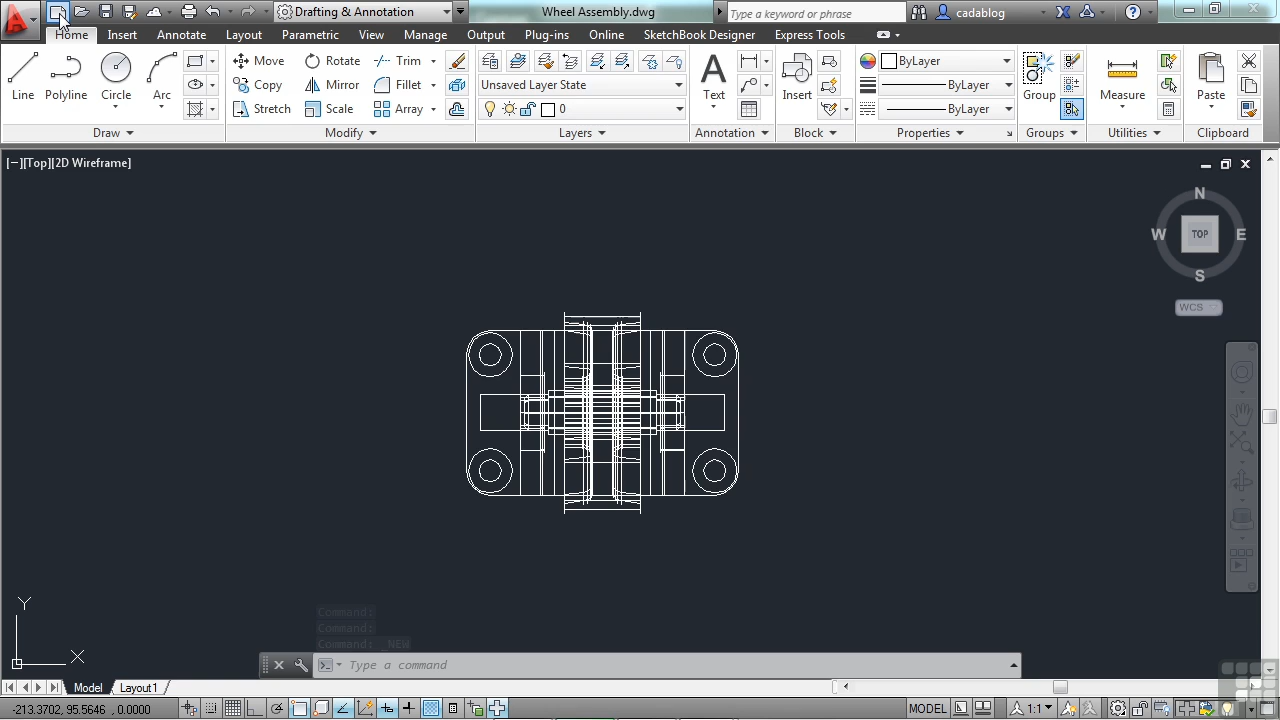 Drafting & Annotation
Wheel Assembly.dwg
Type a keyword or phrase
cadablog
Home Insert Annotate Layout Parametric View Manage Output Plug-ins Online SketchBook Designer Express Tools
Line Polyline Circle Arc
Move Rotate Trim
Copy Mirror Fillet
Stretch Scale Array
Unsaved Layer State
0
Text
Insert
ByLayer
ByLayer
ByLayer
Group
Measure
Paste
Draw Modify Layers Annotation Block Properties Groups Utilities Clipboard
[−][Top][2D Wireframe]
N
W TOP E
S
WCS
Y
X
Command:
Command:
Command: _NEW
Type a command
Model Layout1
-213.3702, 95.5646 , 0.0000
MODEL
1:1